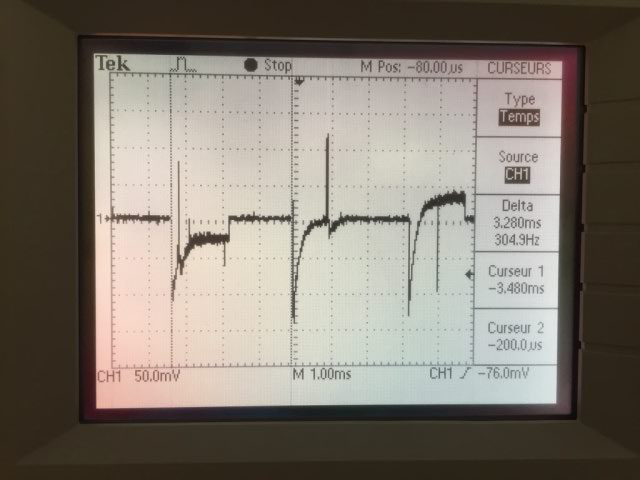 Tek Stop M Pos: -80.00µs CURSEURS
Type
Temps
Source
CH1
Delta
3.280ms
304.9Hz
Curseur 1
-3.480ms
Curseur 2
-200.0µs
1
CH1 50.0mV M 1.00ms CH1 -76.0mV